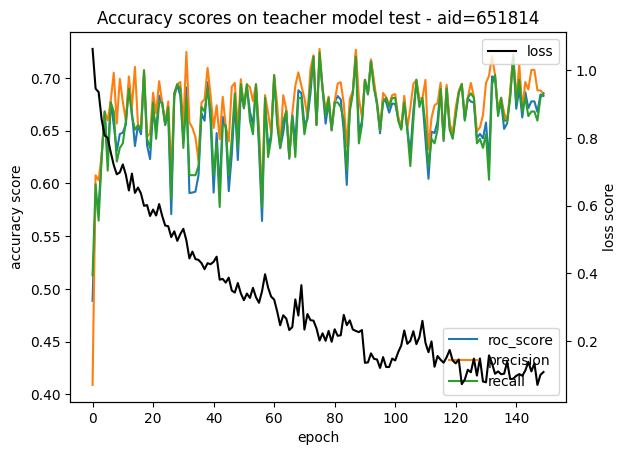 Accuracy scores on teacher model test - aid=651814
loss
0.70
0.65
0.60
0.55
0.50
0.45
0.40
accuracy score
1.0
0.8
0.6
0.4
0.2
loss score
roc_score
precision
recall
0 20 40 60 80 100 120 140
epoch